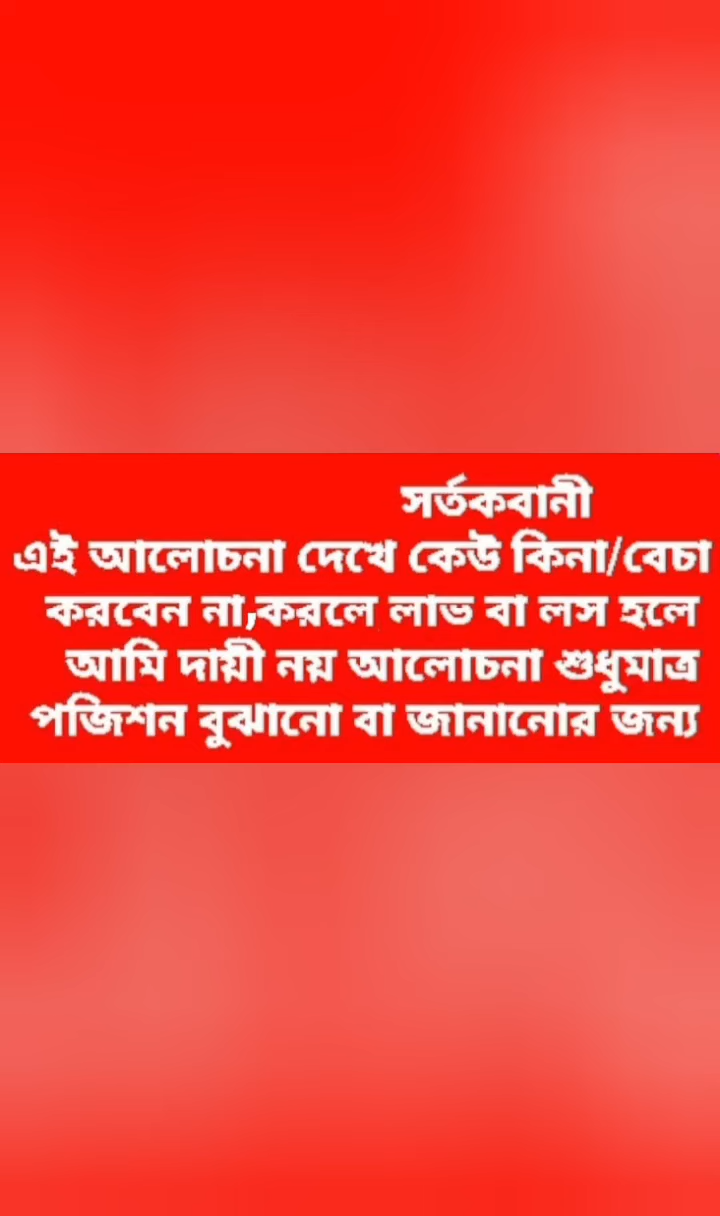 সর্তকবানী
এই আলোচনা দেখে কেউ কিনা/বেচা
করবেন না,করলে লাভ বা লস হলে
আমি দায়ী নয় আলোচনা শুধুমাত্র
পজিশন বুঝানো বা জানানোর জন্য